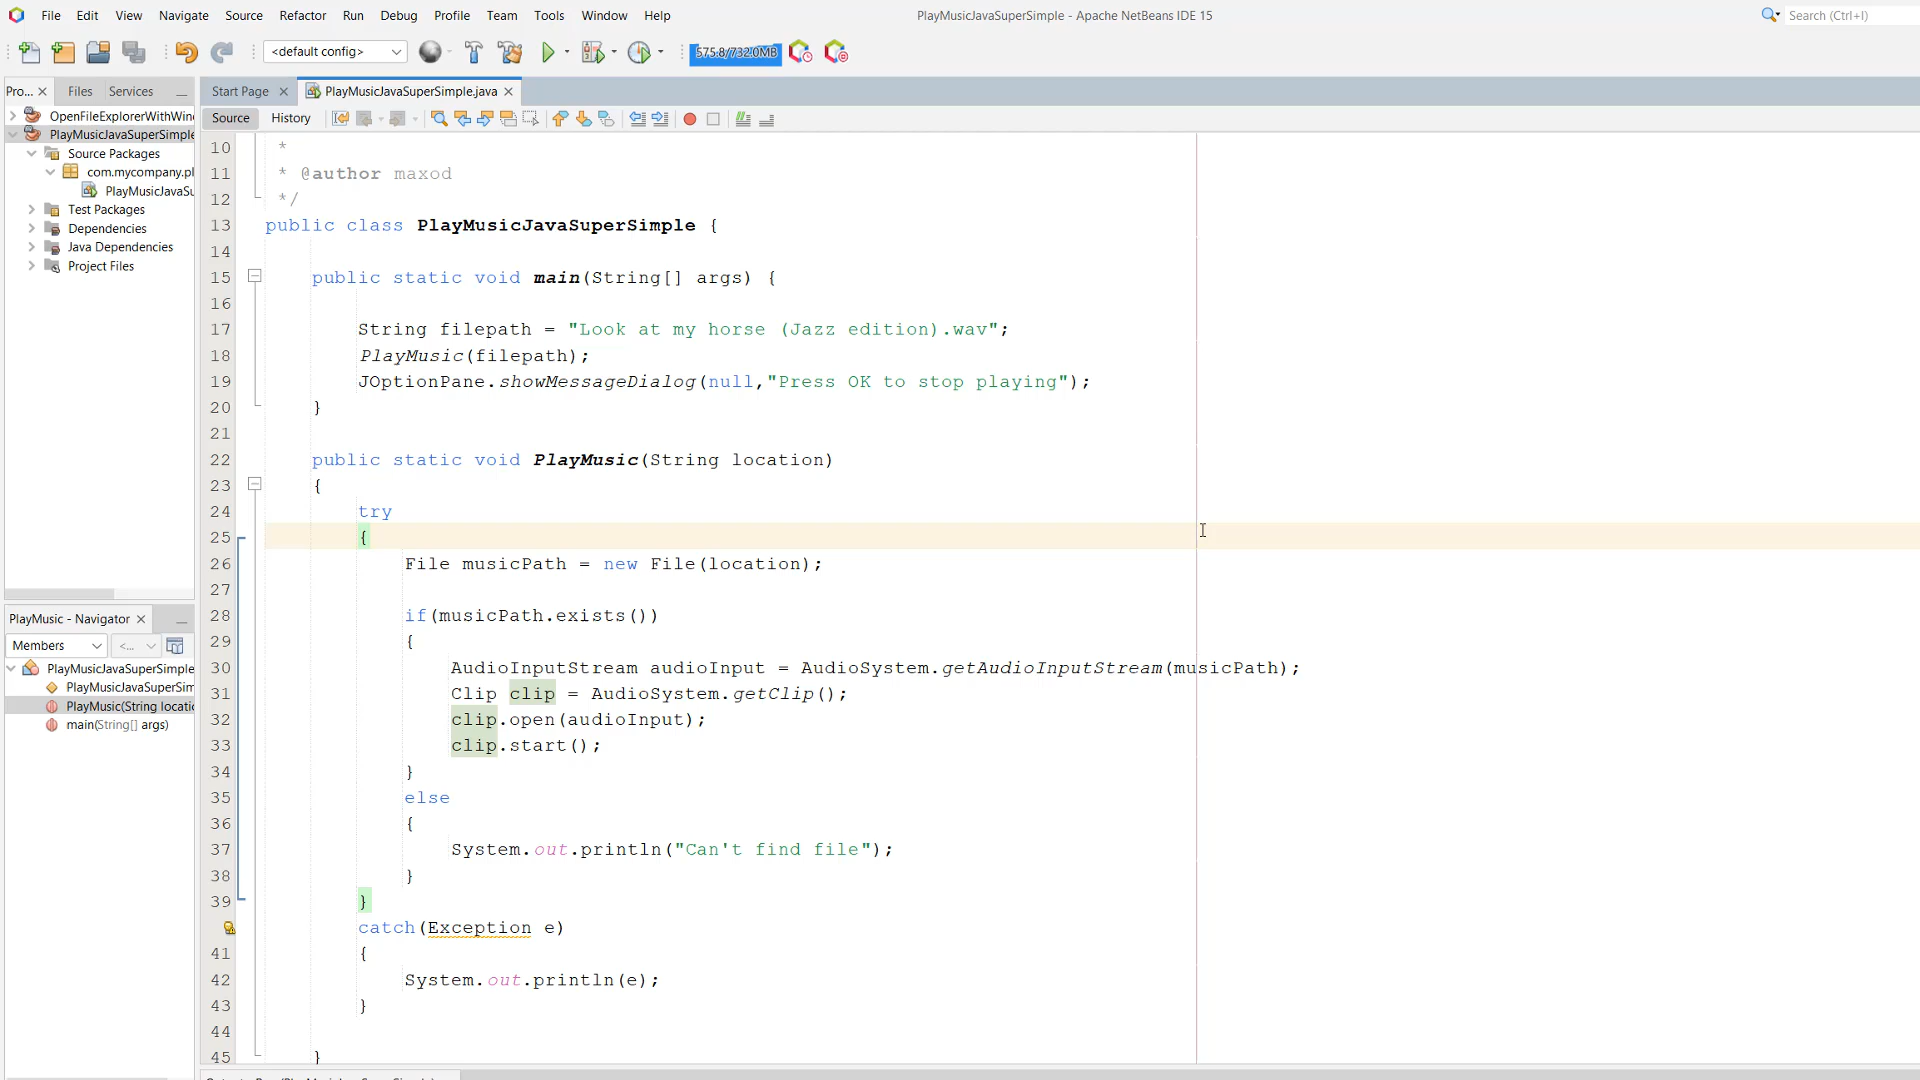 File Edit View Navigate Source Refactor Run Debug Profile Team Tools Window Help
PlayMusicJavaSuperSimple - Apache NetBeans IDE 15
Search (Ctrl+I)
<default config>
575.8/732.0MB
Pro... Files Services
Start Page PlayMusicJavaSuperSimple.java
Source History
OpenFileExplorerWithWin
PlayMusicJavaSuperSimple
Source Packages
com.mycompany.pl
PlayMusicJavaSu
Test Packages
Dependencies
Java Dependencies
Project Files
PlayMusic - Navigator
Members <...
PlayMusicJavaSuperSimple
PlayMusicJavaSuperSim
PlayMusic(String locatio
main(String[] args)
10 *
11 * @author maxod
12 */
13 public class PlayMusicJavaSuperSimple {
14
15 public static void main(String[] args) {
16
17 String filepath = "Look at my horse (Jazz edition).wav";
18 PlayMusic(filepath);
19 JOptionPane.showMessageDialog(null,"Press OK to stop playing");
20 }
21
22 public static void PlayMusic(String location)
23 {
24 try
25 {
26 File musicPath = new File(location);
27
28 if(musicPath.exists())
29 {
30 AudioInputStream audioInput = AudioSystem.getAudioInputStream(musicPath);
31 Clip clip = AudioSystem.getClip();
32 clip.open(audioInput);
33 clip.start();
34 }
35 else
36 {
37 System.out.println("Can't find file");
38 }
39 }
catch(Exception e)
41 {
42 System.out.println(e);
43 }
44
45 }